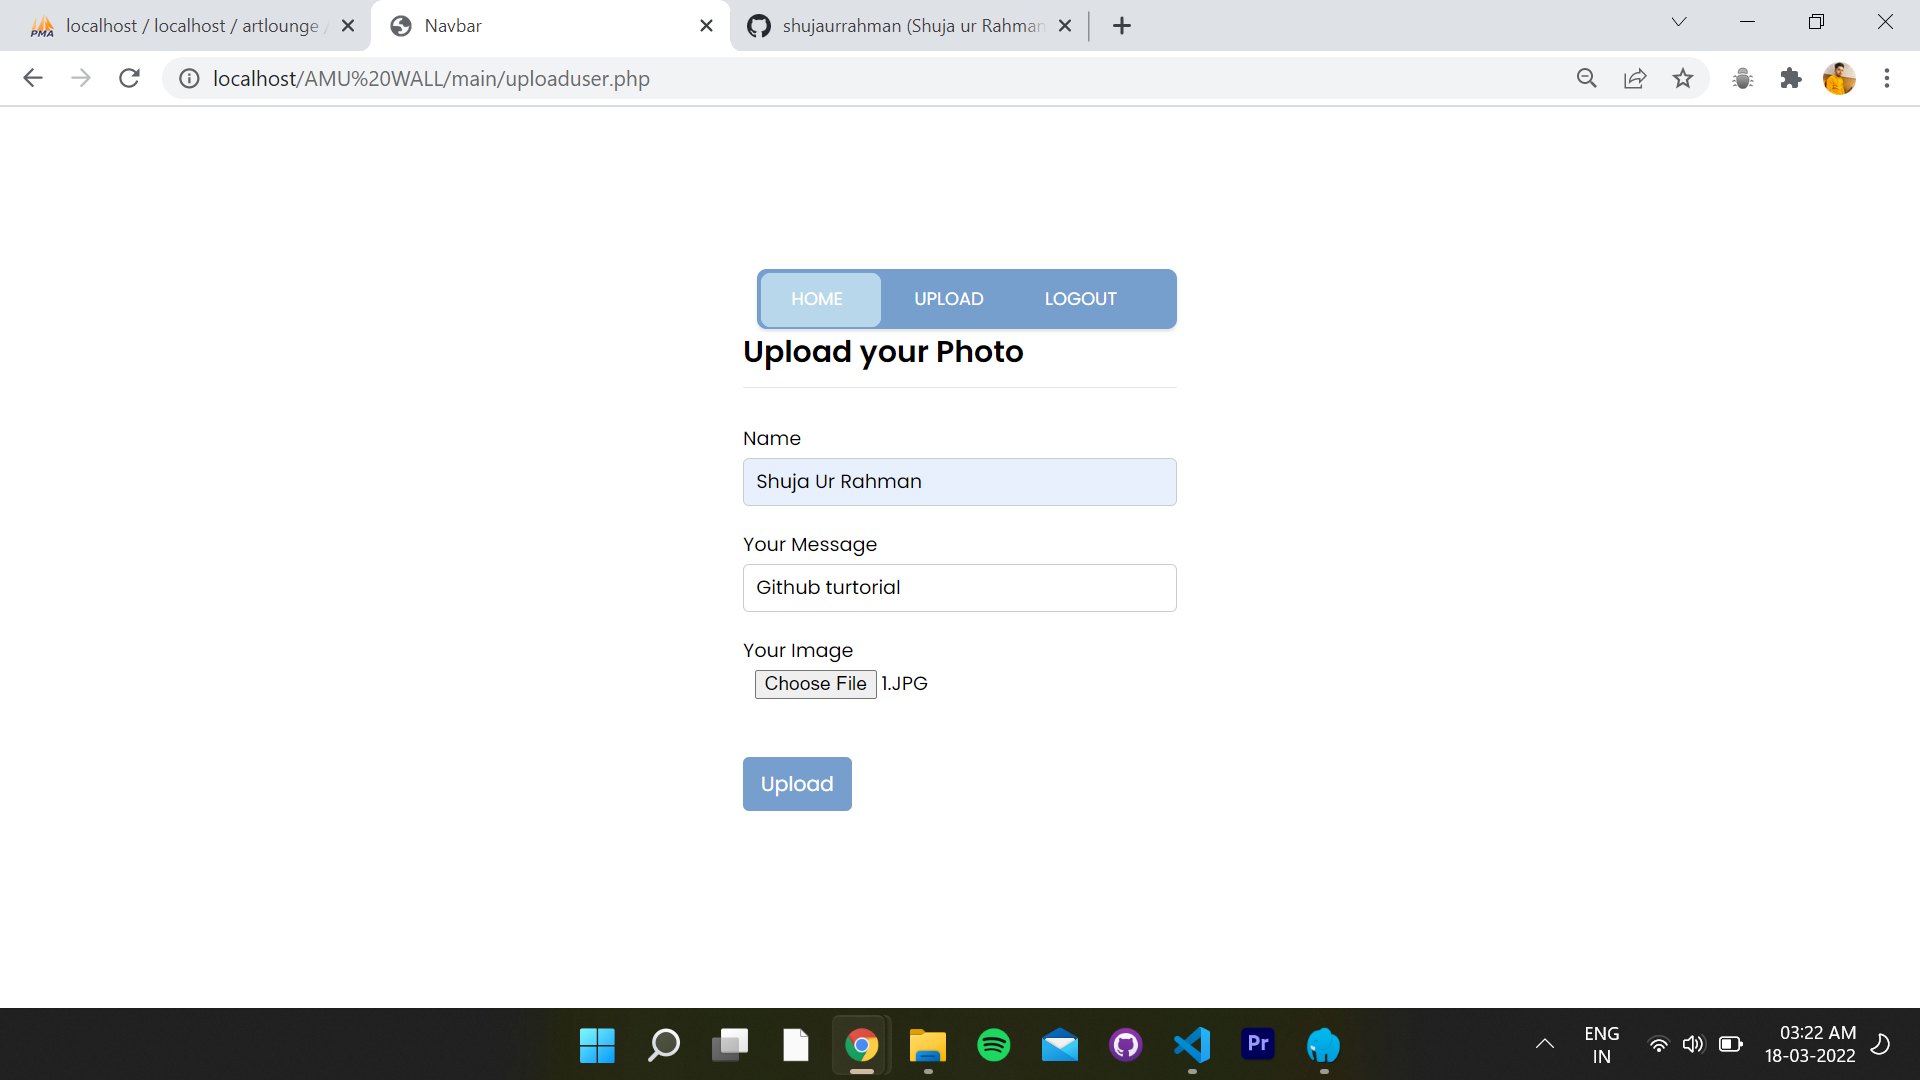 PMA localhost / localhost / artlounge /
Navbar
shujaurrahman (Shuja ur Rahman
localhost/AMU%20WALL/main/uploaduser.php
HOME UPLOAD LOGOUT
Upload your Photo
Name
Shuja Ur Rahman
Your Message
Github turtorial
Your Image
Choose File 1.JPG
Upload
Pr
ENG
IN
03:22 AM
18-03-2022